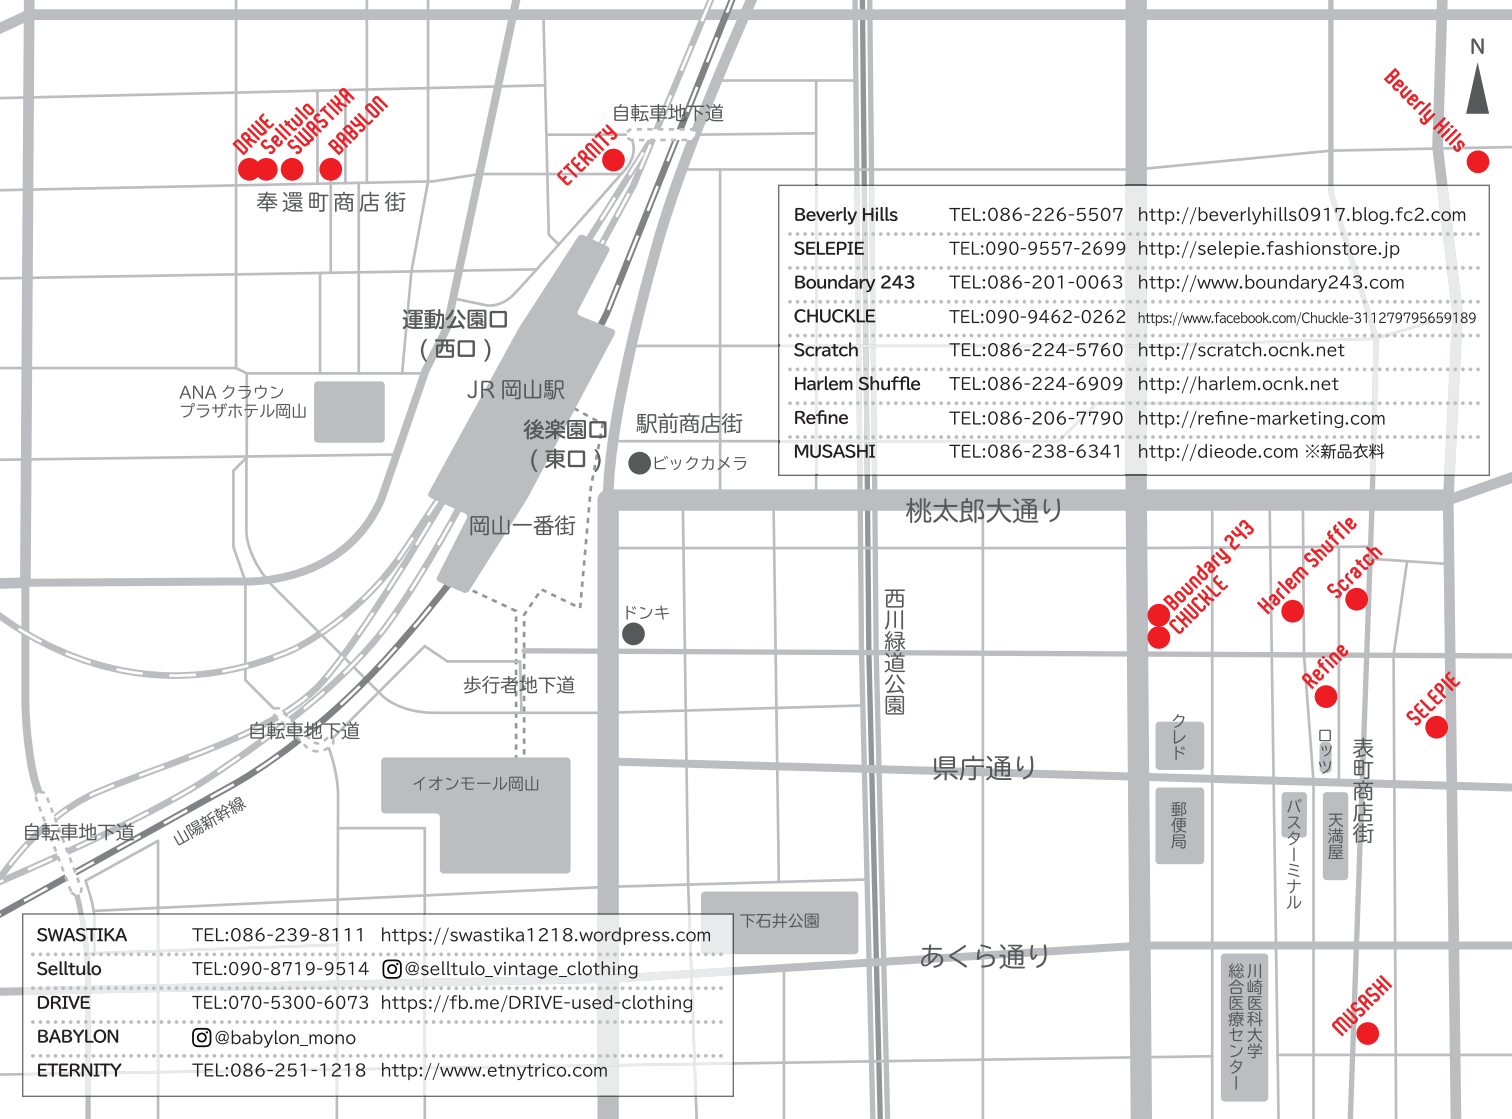 N
Beverly Hills
自転車地下道
DRIVE
Selltulo
SWASTIKA
BABYLON
ETERNITY
奉還町商店街
Beverly Hills TEL:086-226-5507 http://beverlyhills0917.blog.fc2.com
SELEPIE TEL:090-9557-2699 http://selepie.fashionstore.jp
Boundary 243 TEL:086-201-0063 http://www.boundary243.com
CHUCKLE TEL:090-9462-0262 https://www.facebook.com/Chuckle-311279795659189
Scratch TEL:086-224-5760 http://scratch.ocnk.net
Harlem Shuffle TEL:086-224-6909 http://harlem.ocnk.net
Refine TEL:086-206-7790 http://refine-marketing.com
MUSASHI TEL:086-238-6341 http://dieode.com ※新品衣料
運動公園口
(西口)
JR 岡山駅
ANA クラウン
プラザホテル岡山
後楽園口
(東口)
駅前商店街
ビックカメラ
岡山一番街
桃太郎大通り
Boundary 243
CHUCKLE
Harlem Shuffle
Scratch
ドンキ
西川緑道公園
Refine
SELEPIE
歩行者地下道
自転車地下道
クレド
ロッツ
表町商店街
県庁通り
イオンモール岡山
山陽新幹線
自転車地下道
郵便局
バスターミナル
天満屋
下石井公園
あくら通り
川崎医科大学
総合医療センター
MUSASHI
SWASTIKA TEL:086-239-8111 https://swastika1218.wordpress.com
Selltulo TEL:090-8719-9514 @selltulo_vintage_clothing
DRIVE TEL:070-5300-6073 https://fb.me/DRIVE-used-clothing
BABYLON @babylon_mono
ETERNITY TEL:086-251-1218 http://www.etnytrico.com